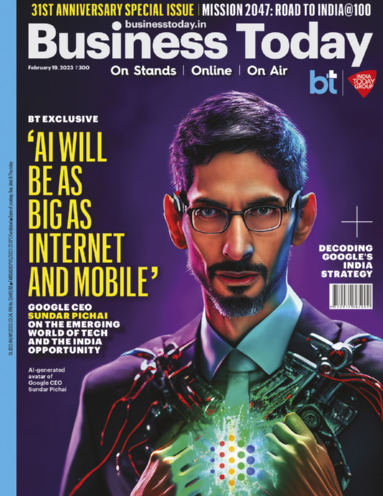 31ST ANNIVERSARY SPECIAL ISSUE | MISSION 2047: ROAD TO INDIA@100
businesstoday.in
Business Today
February 19, 2023 ₹300
On Stands | Online | On Air
bt
INDIA
TODAY
GROUP
BT EXCLUSIVE
‘AI WILL
BE AS
BIG AS
INTERNET
AND MOBILE’
GOOGLE CEO
SUNDAR PICHAI
ON THE EMERGING
WORLD OF TECH
AND THE INDIA
OPPORTUNITY
AI-generated
avatar of
Google CEO
Sundar Pichai
DECODING
GOOGLE'S
INDIA
STRATEGY